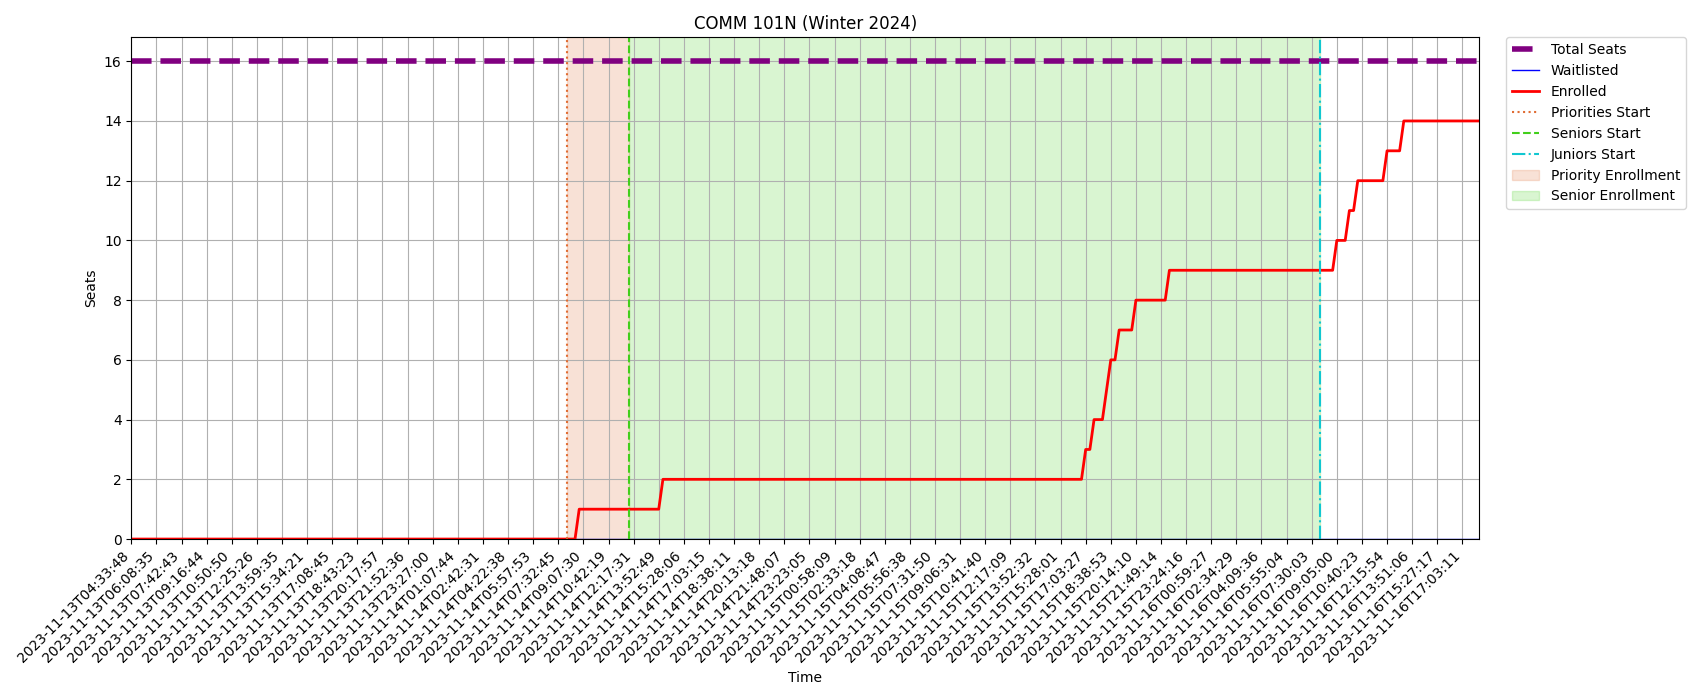 COMM 101N (Winter 2024)
Total Seats
Waitlisted
Enrolled
Priorities Start
Seniors Start
Juniors Start
Priority Enrollment
Senior Enrollment
Seats
16
14
12
10
8
6
4
2
0
2023-11-13T04:33:48
2023-11-13T06:08:35
2023-11-13T07:42:43
2023-11-13T09:16:44
2023-11-13T10:50:50
2023-11-13T12:25:26
2023-11-13T13:59:35
2023-11-13T15:34:21
2023-11-13T17:08:45
2023-11-13T18:43:23
2023-11-13T20:17:57
2023-11-13T21:52:36
2023-11-13T23:27:00
2023-11-14T01:07:44
2023-11-14T02:42:31
2023-11-14T04:22:38
2023-11-14T05:57:53
2023-11-14T07:32:45
2023-11-14T09:07:30
2023-11-14T10:42:19
2023-11-14T12:17:31
2023-11-14T13:52:49
2023-11-14T15:28:06
2023-11-14T17:03:15
2023-11-14T18:38:11
2023-11-14T20:13:18
2023-11-14T21:48:07
2023-11-14T23:23:05
2023-11-15T00:58:09
2023-11-15T02:33:18
2023-11-15T04:08:47
2023-11-15T05:56:38
2023-11-15T07:31:50
2023-11-15T09:06:31
2023-11-15T10:41:40
2023-11-15T12:17:09
2023-11-15T13:52:32
2023-11-15T15:28:01
2023-11-15T17:03:27
2023-11-15T18:38:53
2023-11-15T20:14:10
2023-11-15T21:49:14
2023-11-15T23:24:16
2023-11-16T00:59:27
2023-11-16T02:34:29
2023-11-16T04:09:36
2023-11-16T05:55:04
2023-11-16T07:30:03
2023-11-16T09:05:00
2023-11-16T10:40:23
2023-11-16T12:15:54
2023-11-16T13:51:06
2023-11-16T15:27:17
2023-11-16T17:03:11
Time